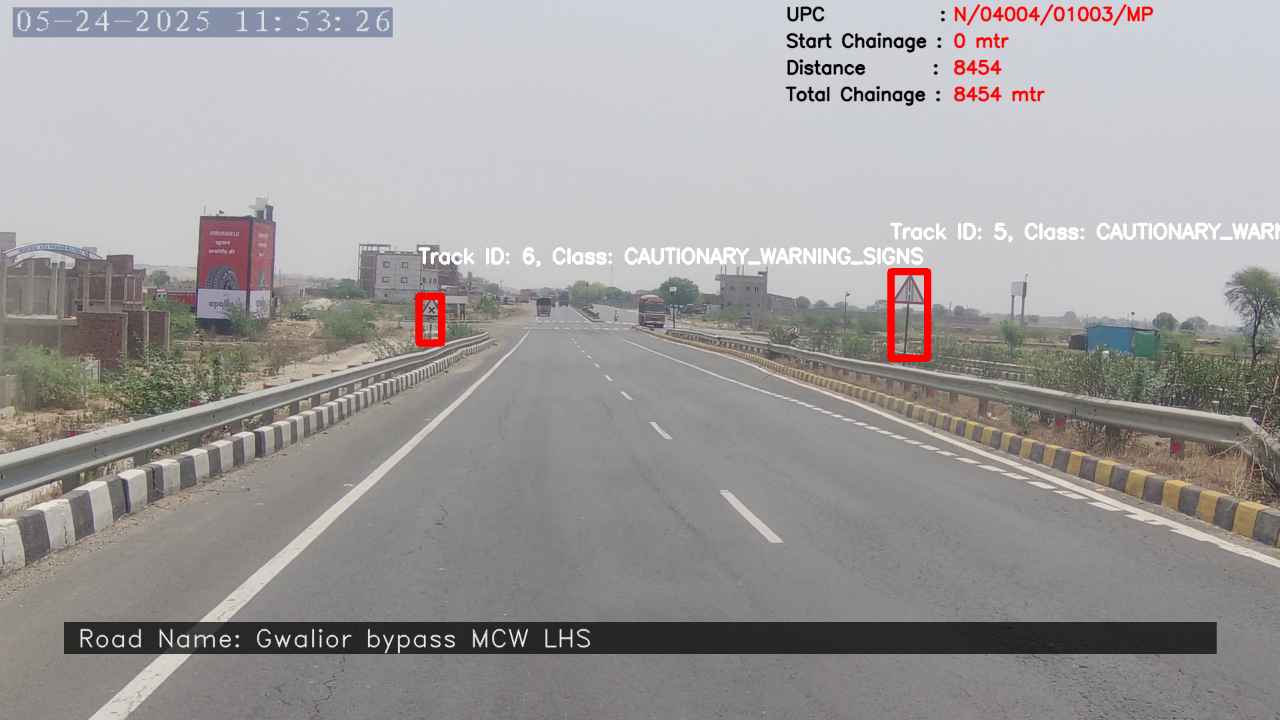 05-24-2025 11:53:26
UPC : N/04004/01003/MP
Start Chainage : 0 mtr
Distance : 8454
Total Chainage : 8454 mtr
Track ID: 5, Class: CAUTIONARY_WARN
Track ID: 6, Class: CAUTIONARY_WARNING_SIGNS
Road Name: Gwalior bypass MCW LHS